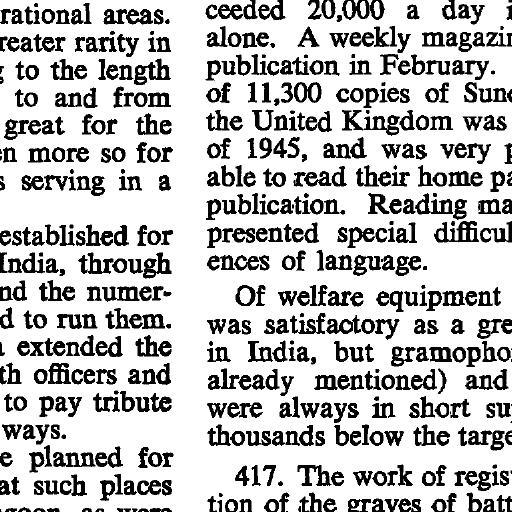 rational areas.
reater rarity in
to the length
to and from
great for the
more so for
serving in a
established for
India, through
nd the numer-
d to run them.
extended the
th officers and
to pay tribute
ways.
e planned for
at such places
as were
ceeded 20,000 a day
alone. A weekly magazin
publication in February.
of 11,300 copies of Sun
the United Kingdom was
of 1945, and was very
able to read their home pa
publication. Reading ma
presented special difficul
ences of language.
Of welfare equipment
was satisfactory as a gre
in India, but gramopho
already mentioned) and
were always in short su
thousands below the targe
417. The work of regis
tion of the graves of batt